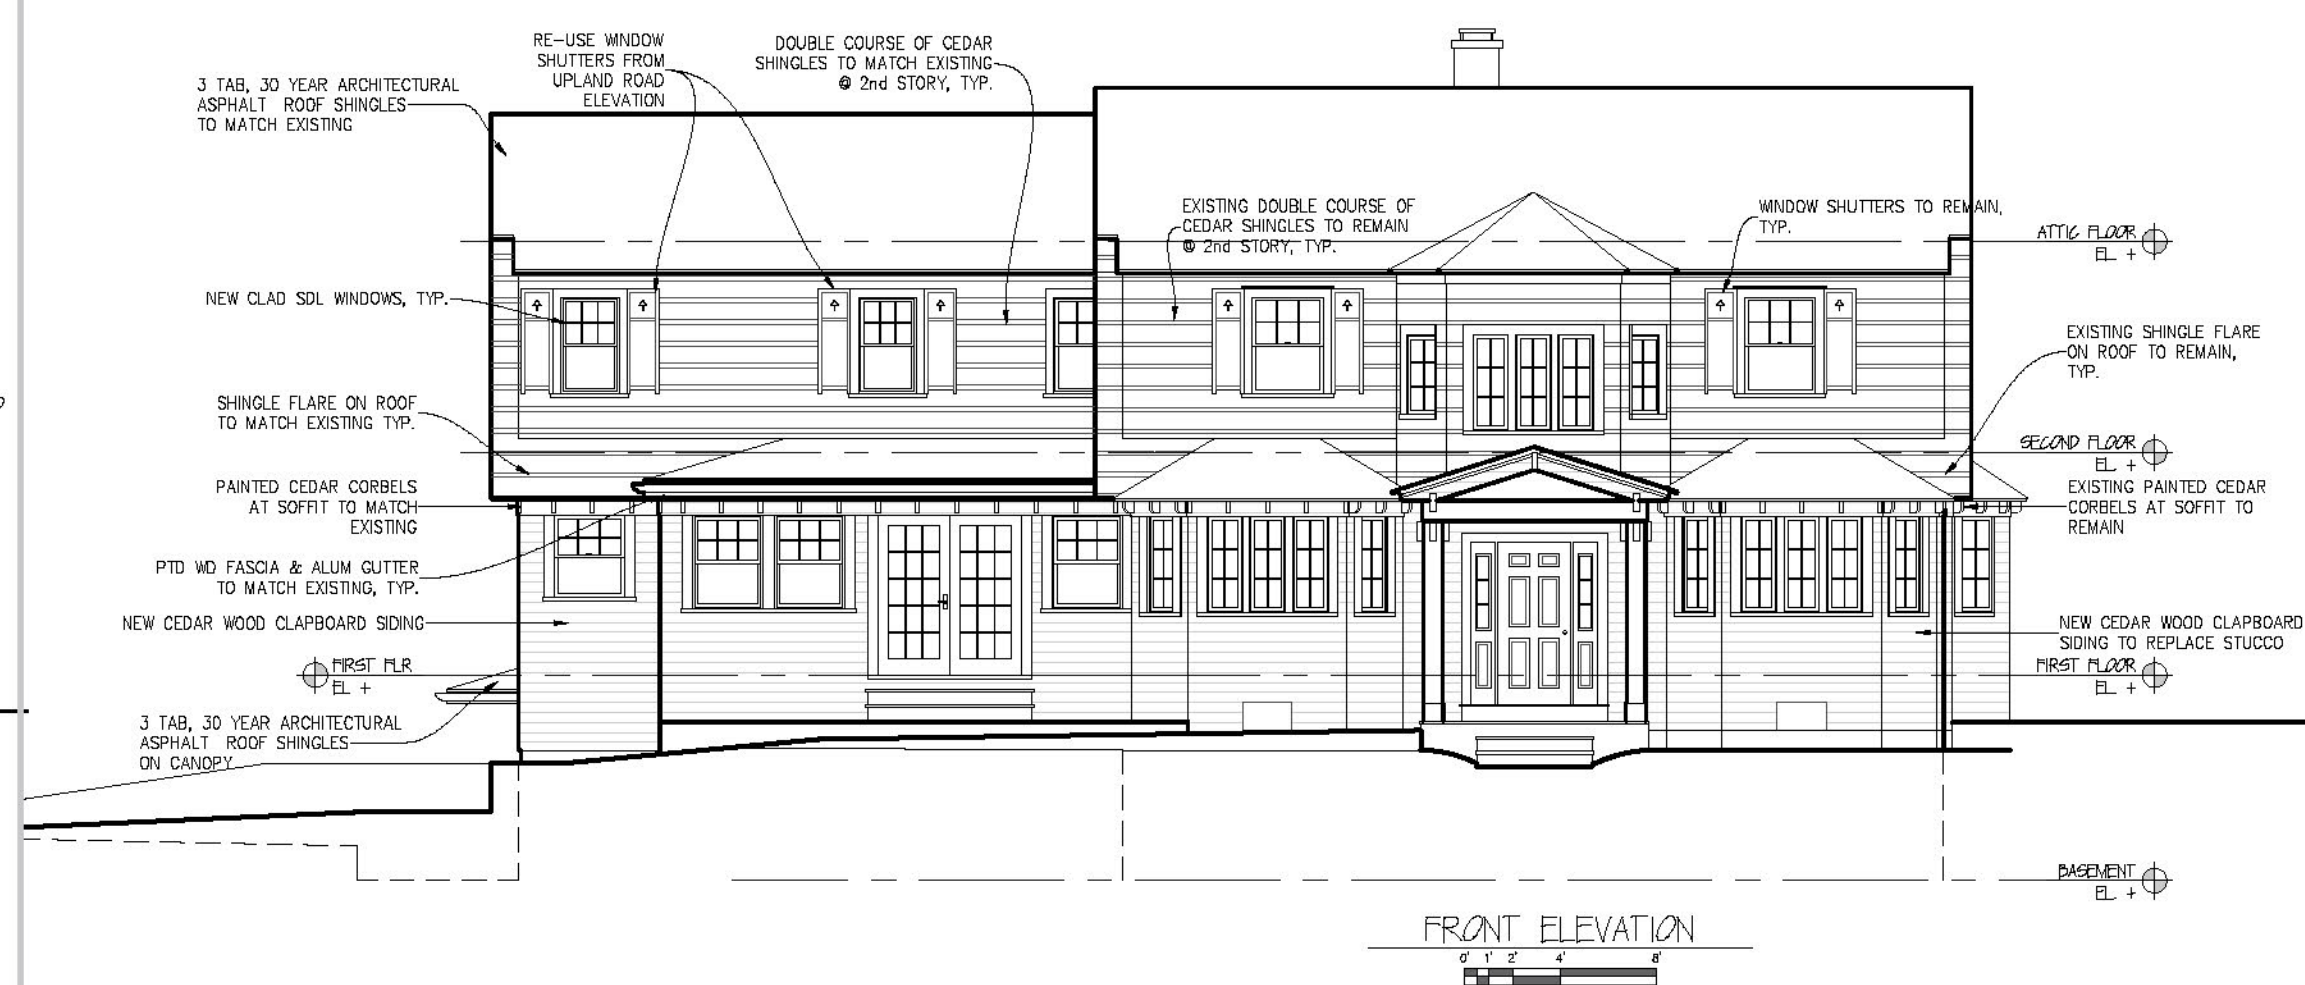 RE-USE WINDOW
SHUTTERS FROM
UPLAND ROAD
ELEVATION
DOUBLE COURSE OF CEDAR
SHINGLES TO MATCH EXISTING
@ 2nd STORY, TYP.
3 TAB, 30 YEAR ARCHITECTURAL
ASPHALT ROOF SHINGLES
TO MATCH EXISTING
EXISTING DOUBLE COURSE OF
CEDAR SHINGLES TO REMAIN
@ 2nd STORY, TYP.
WINDOW SHUTTERS TO REMAIN,
TYP.
ATTIC FLOOR
EL +
NEW CLAD SDL WINDOWS, TYP.
EXISTING SHINGLE FLARE
ON ROOF TO REMAIN,
TYP.
SHINGLE FLARE ON ROOF
TO MATCH EXISTING TYP.
SECOND FLOOR
EL +
PAINTED CEDAR CORBELS
AT SOFFIT TO MATCH
EXISTING
EXISTING PAINTED CEDAR
CORBELS AT SOFFIT TO
REMAIN
PTD WD FASCIA & ALUM GUTTER
TO MATCH EXISTING, TYP.
NEW CEDAR WOOD CLAPBOARD SIDING
NEW CEDAR WOOD CLAPBOARD
SIDING TO REPLACE STUCCO
FIRST FLR
EL +
FIRST FLOOR
EL +
3 TAB, 30 YEAR ARCHITECTURAL
ASPHALT ROOF SHINGLES
ON CANOPY
BASEMENT
EL +
FRONT ELEVATION
0' 1' 2' 4' 8'